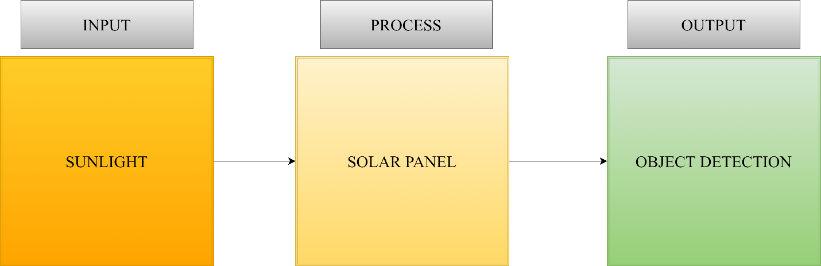 INPUT
PROCESS
OUTPUT
SUNLIGHT
SOLAR PANEL
OBJECT DETECTION